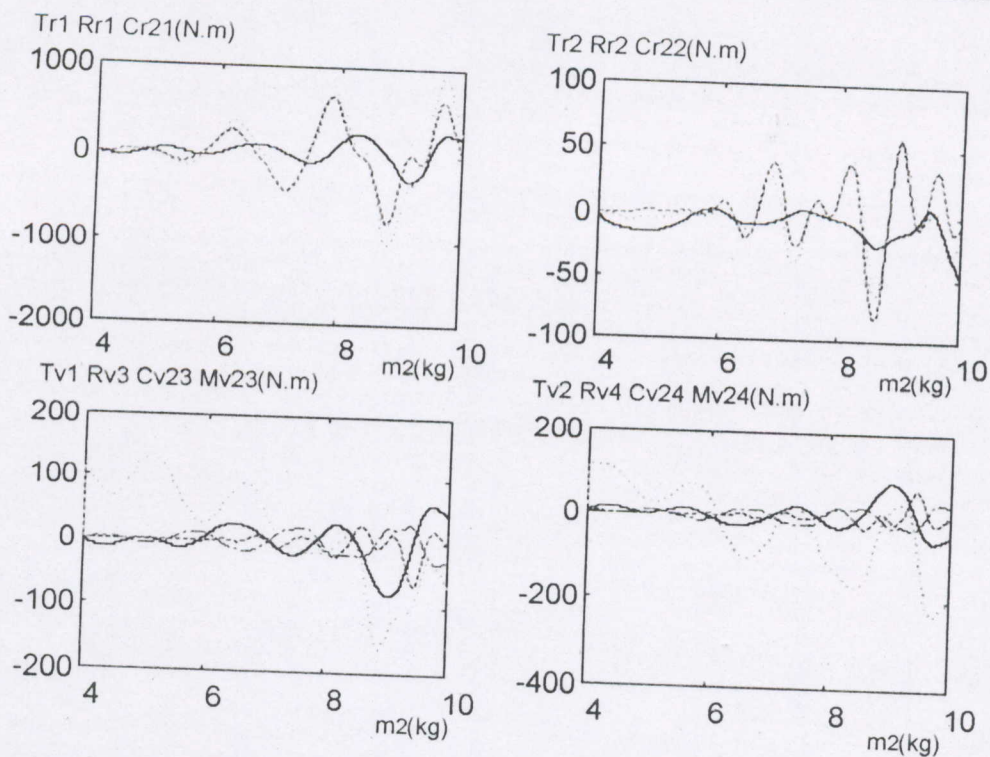 Tr1 Rr1 Cr21(N.m)
1000
0
-1000
-2000
4 6 8 10
m2(kg)
Tr2 Rr2 Cr22(N.m)
100
50
0
-50
-100
4 6 8 10
m2(kg)
Tv1 Rv3 Cv23 Mv23(N.m)
200
100
0
-100
-200
4 6 8 10
m2(kg)
Tv2 Rv4 Cv24 Mv24(N.m)
200
0
-200
-400
4 6 8 10
m2(kg)